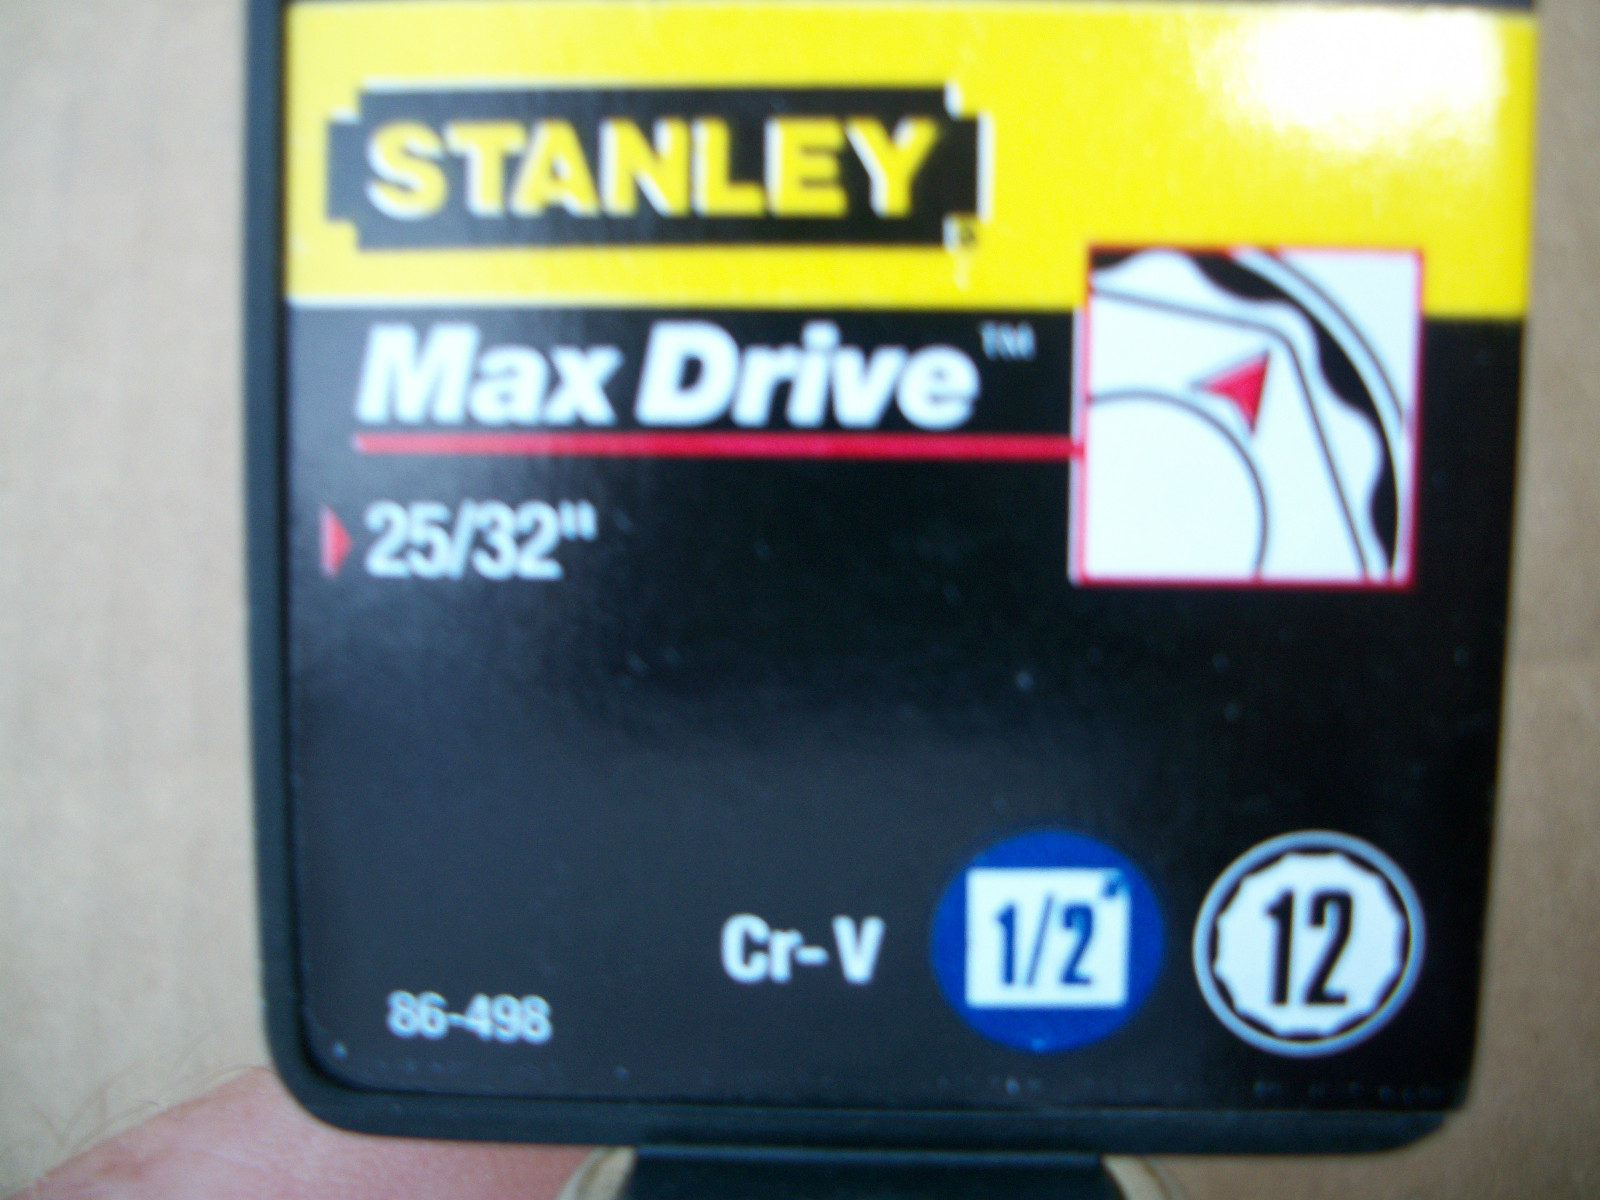 STANLEY
Max Drive™
25/32"
Cr-V
1/2"
12
86-498